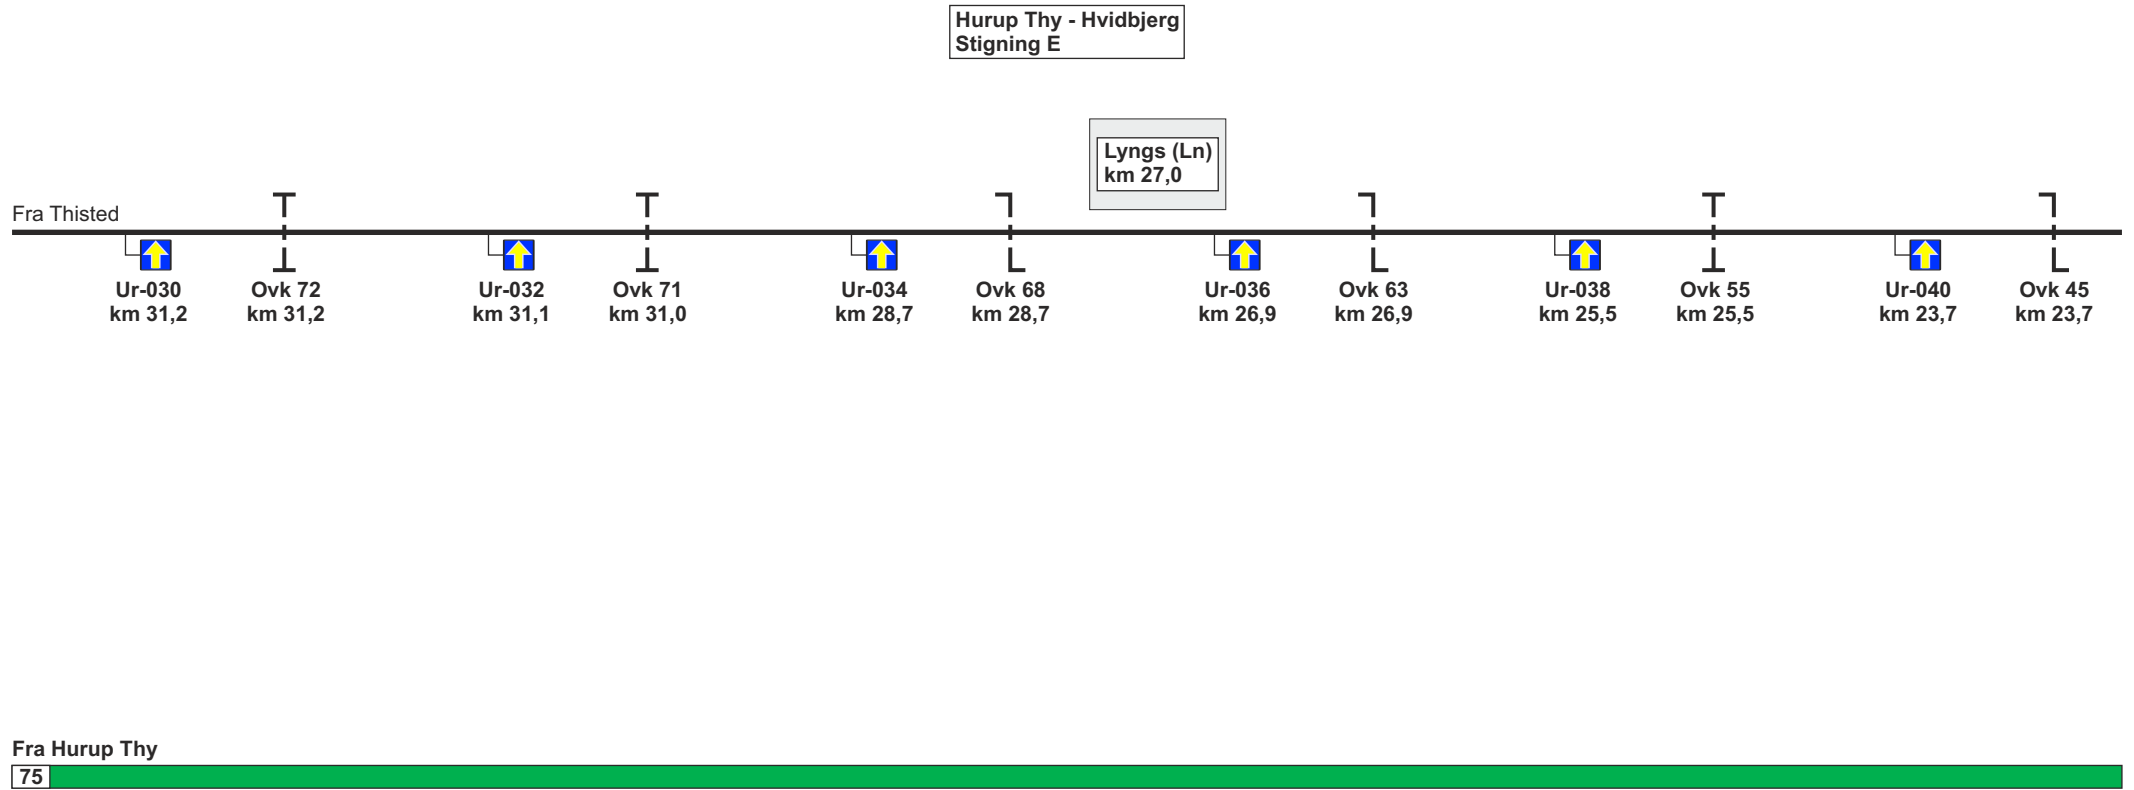 Hurup Thy - Hvidbjerg
Stigning E
Lyngs (Ln)
km 27,0
Fra Thisted
Ur-030
km 31,2
Ovk 72
km 31,2
Ur-032
km 31,1
Ovk 71
km 31,0
Ur-034
km 28,7
Ovk 68
km 28,7
Ur-036
km 26,9
Ovk 63
km 26,9
Ur-038
km 25,5
Ovk 55
km 25,5
Ur-040
km 23,7
Ovk 45
km 23,7
Fra Hurup Thy
75